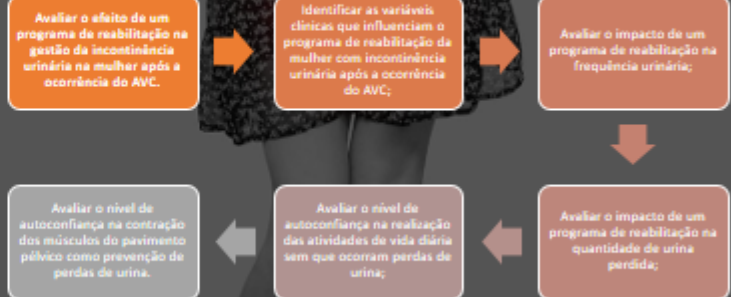 Avaliar o efeito de um
programa de reabilitação na
gestão da incontinência
urinária na mulher após a
ocorrência do AVC.
Identificar as variáveis
clínicas que influenciam o
programa de reabilitação da
mulher com incontinência
urinária após a ocorrência
do AVC;
Avaliar o impacto de um
programa de reabilitação na
frequência urinária;
Avaliar o impacto de um
programa de reabilitação na
quantidade de urina
perdida;
Avaliar o nível de
autoconfiança na realização
das atividades de vida diária
sem que ocorram perdas de
urina;
Avaliar o nível de
autoconfiança na contração
dos músculos do pavimento
pélvico como prevenção de
perdas de urina.